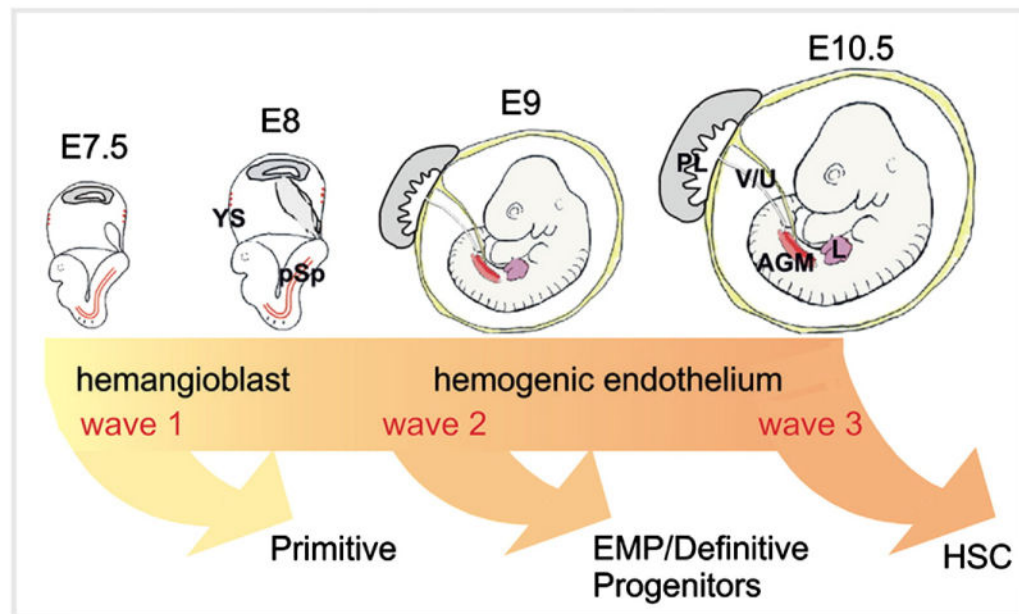 E7.5
E8
E9
E10.5
YS
pSp
PL
V/U
AGM
L
hemangioblast
hemogenic endothelium
wave 1
wave 2
wave 3
Primitive
EMP/Definitive
Progenitors
HSC